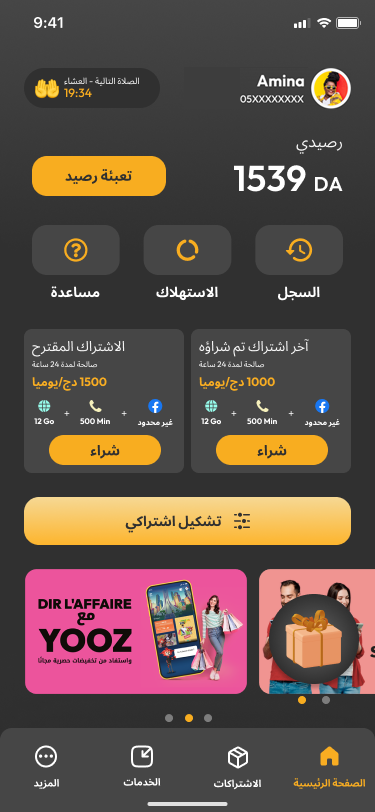 9:41
Amina
05XXXXXXXX
الصلاة التالية - العشاء
19:34
رصيدي
1539 DA
تعبئة رصيد
السجل
الاستهلاك
مساعدة
آخر اشتراك تم شراؤه
صالحة لمدة 24 ساعة
1000 دج/يوميا
غير محدود + 500 Min + 12 Go
شراء
الاشتراك المقترح
صالحة لمدة 24 ساعة
1500 دج/يوميا
غير محدود + 500 Min + 12 Go
شراء
تشكيل اشتراكي
DIR L'AFFAIRE
مع
YOOZ
واستفاد من تخفيضات حصرية مجانًا
الصفحة الرئيسية
الاشتراكات
الخدمات
المزيد